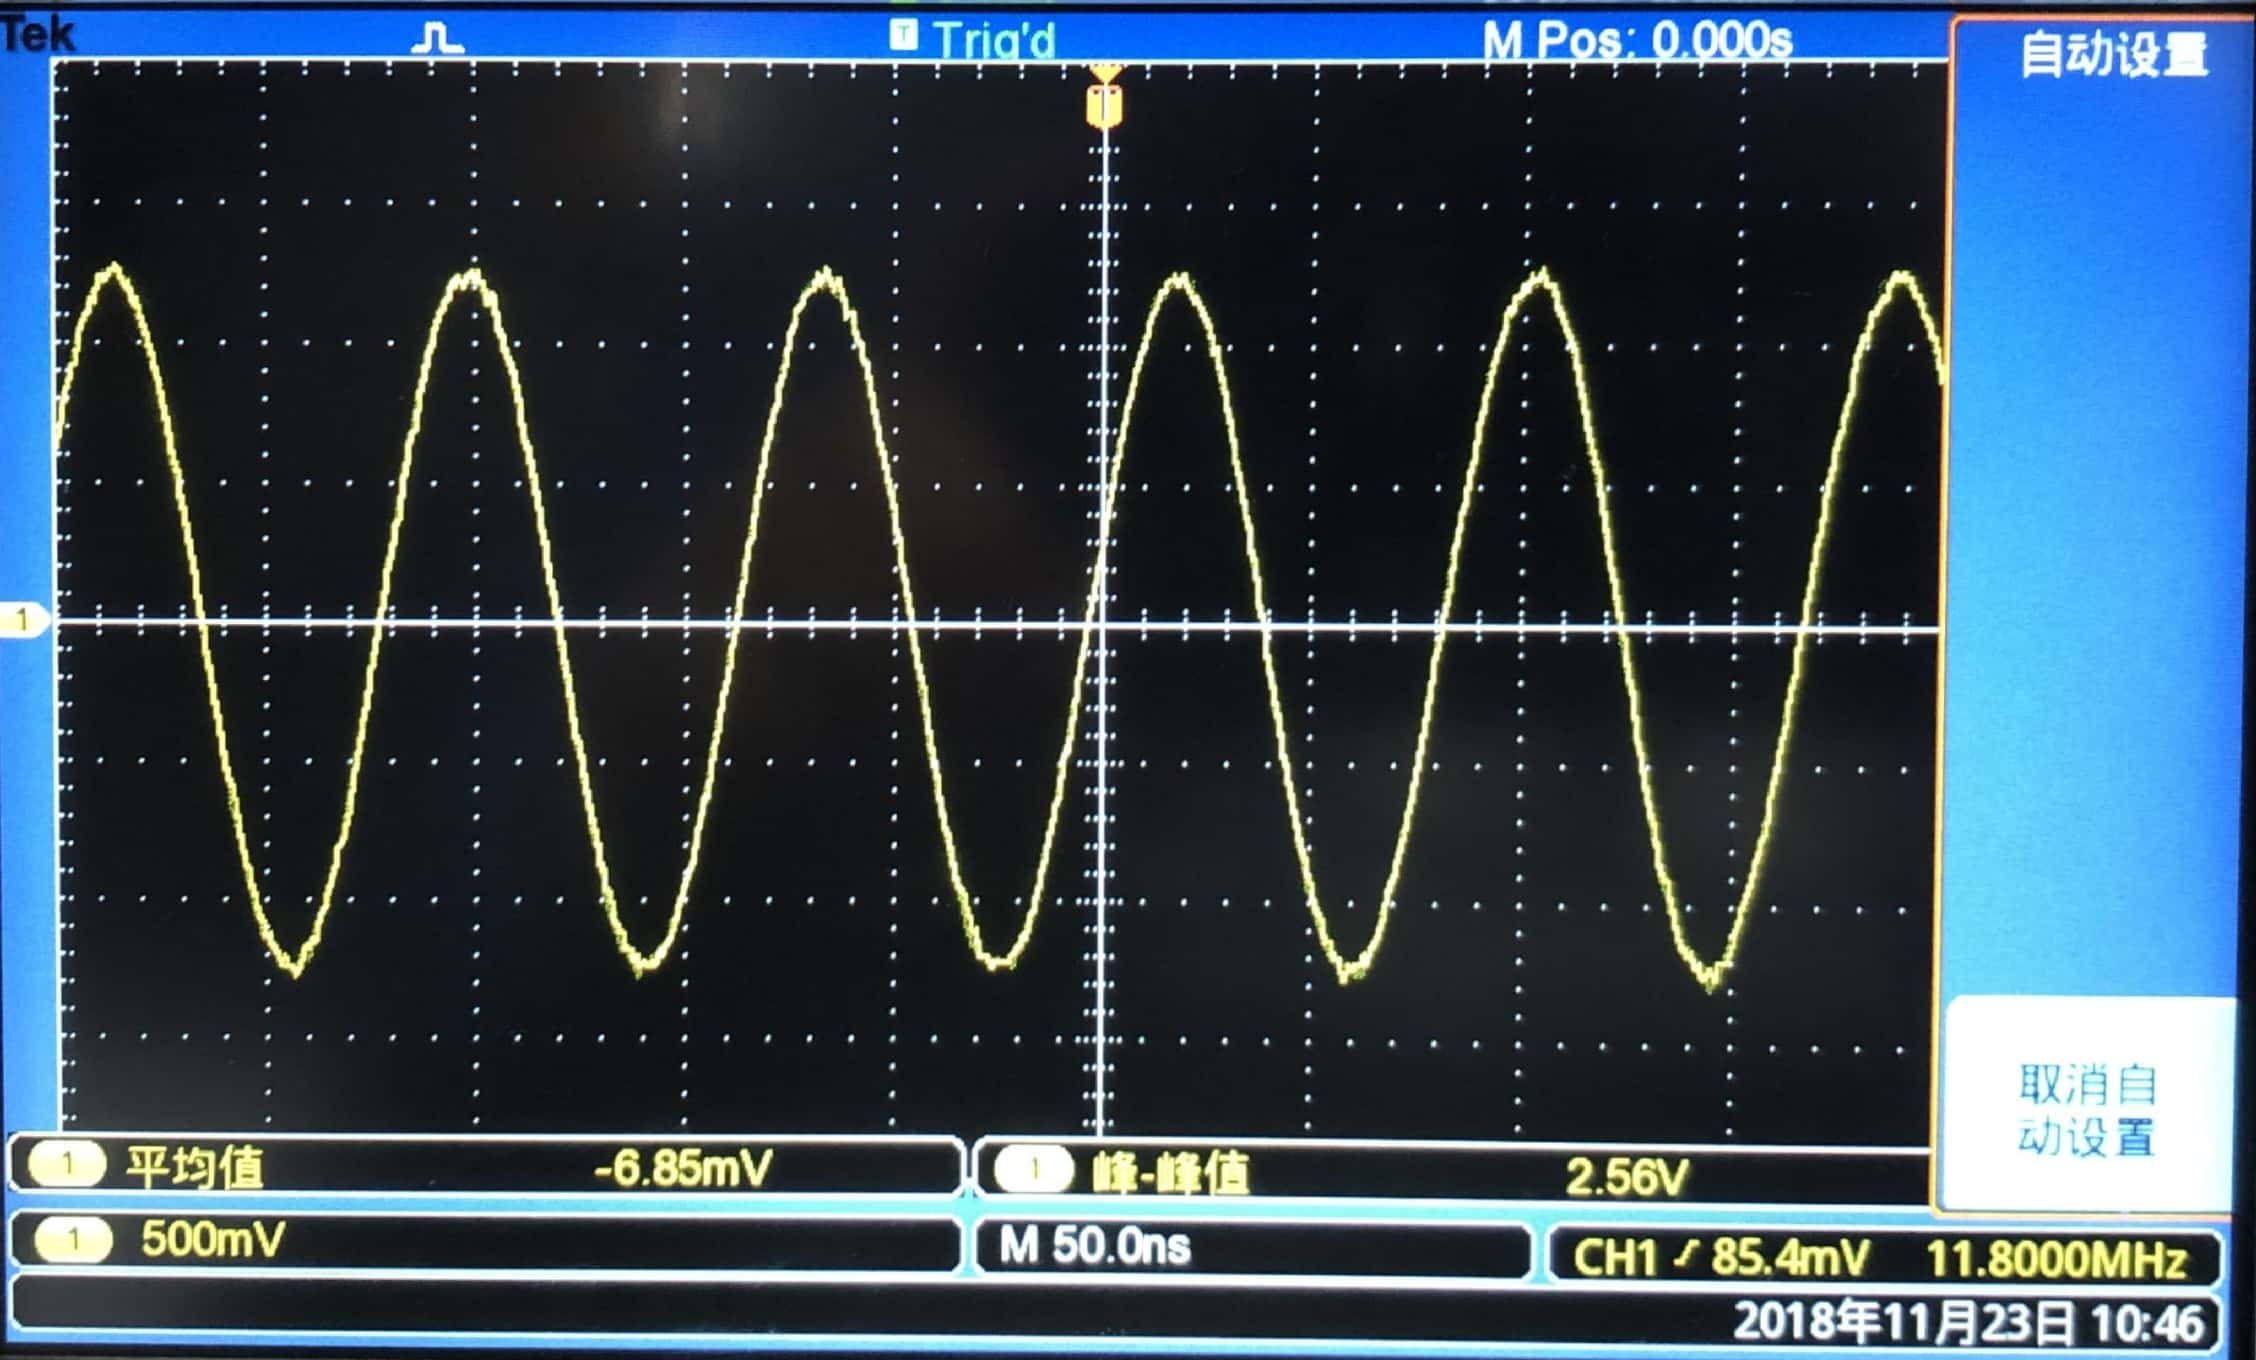 Tek
T Trig'd
M Pos: 0.000s
自动设置
T
1
取消自
动设置
1 平均值 -6.85mV
1 峰-峰值 2.56V
1 500mV
M 50.0ns
CH1 85.4mV 11.8000MHz
2018年11月23日 10:46